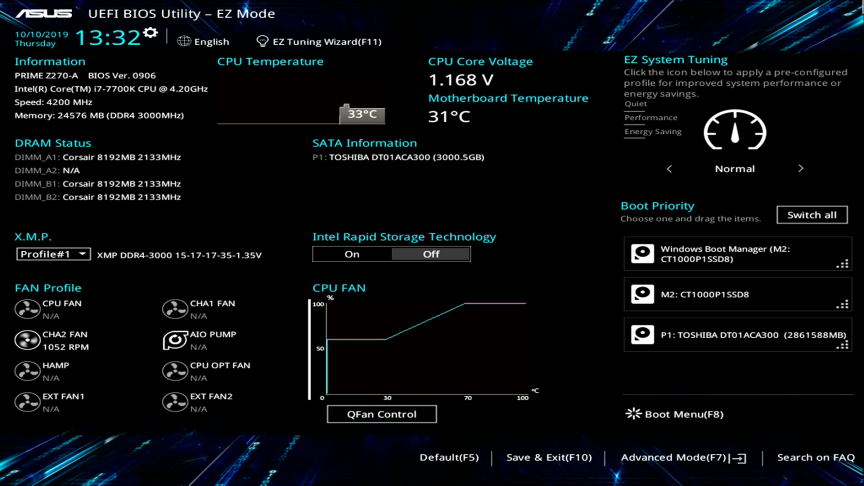 ASUS UEFI BIOS Utility – EZ Mode
10/10/2019
Thursday
13:32
English
EZ Tuning Wizard(F11)
Information
PRIME Z270-A BIOS Ver. 0906
Intel(R) Core(TM) i7-7700K CPU @ 4.20GHz
Speed: 4200 MHz
Memory: 24576 MB (DDR4 3000MHz)
CPU Temperature
33°C
CPU Core Voltage
1.168 V
Motherboard Temperature
31°C
EZ System Tuning
Click the icon below to apply a pre-configured
profile for improved system performance or
energy savings.
Quiet
Performance
Energy Saving
Normal
DRAM Status
DIMM_A1: Corsair 8192MB 2133MHz
DIMM_A2: N/A
DIMM_B1: Corsair 8192MB 2133MHz
DIMM_B2: Corsair 8192MB 2133MHz
SATA Information
P1: TOSHIBA DT01ACA300 (3000.5GB)
X.M.P.
Profile#1
XMP DDR4-3000 15-17-17-35-1.35V
Intel Rapid Storage Technology
On
Off
Boot Priority
Choose one and drag the items.
Switch all
Windows Boot Manager (M2:
CT1000P1SSD8)
M2: CT1000P1SSD8
P1: TOSHIBA DT01ACA300 (2861588MB)
FAN Profile
CPU FAN
N/A
CHA1 FAN
N/A
CHA2 FAN
1052 RPM
AIO PUMP
N/A
HAMP
N/A
CPU OPT FAN
N/A
EXT FAN1
N/A
EXT FAN2
N/A
CPU FAN
%
100
50
0
30
70
100
°C
QFan Control
Boot Menu(F8)
Default(F5)
Save & Exit(F10)
Advanced Mode(F7)
Search on FAQ